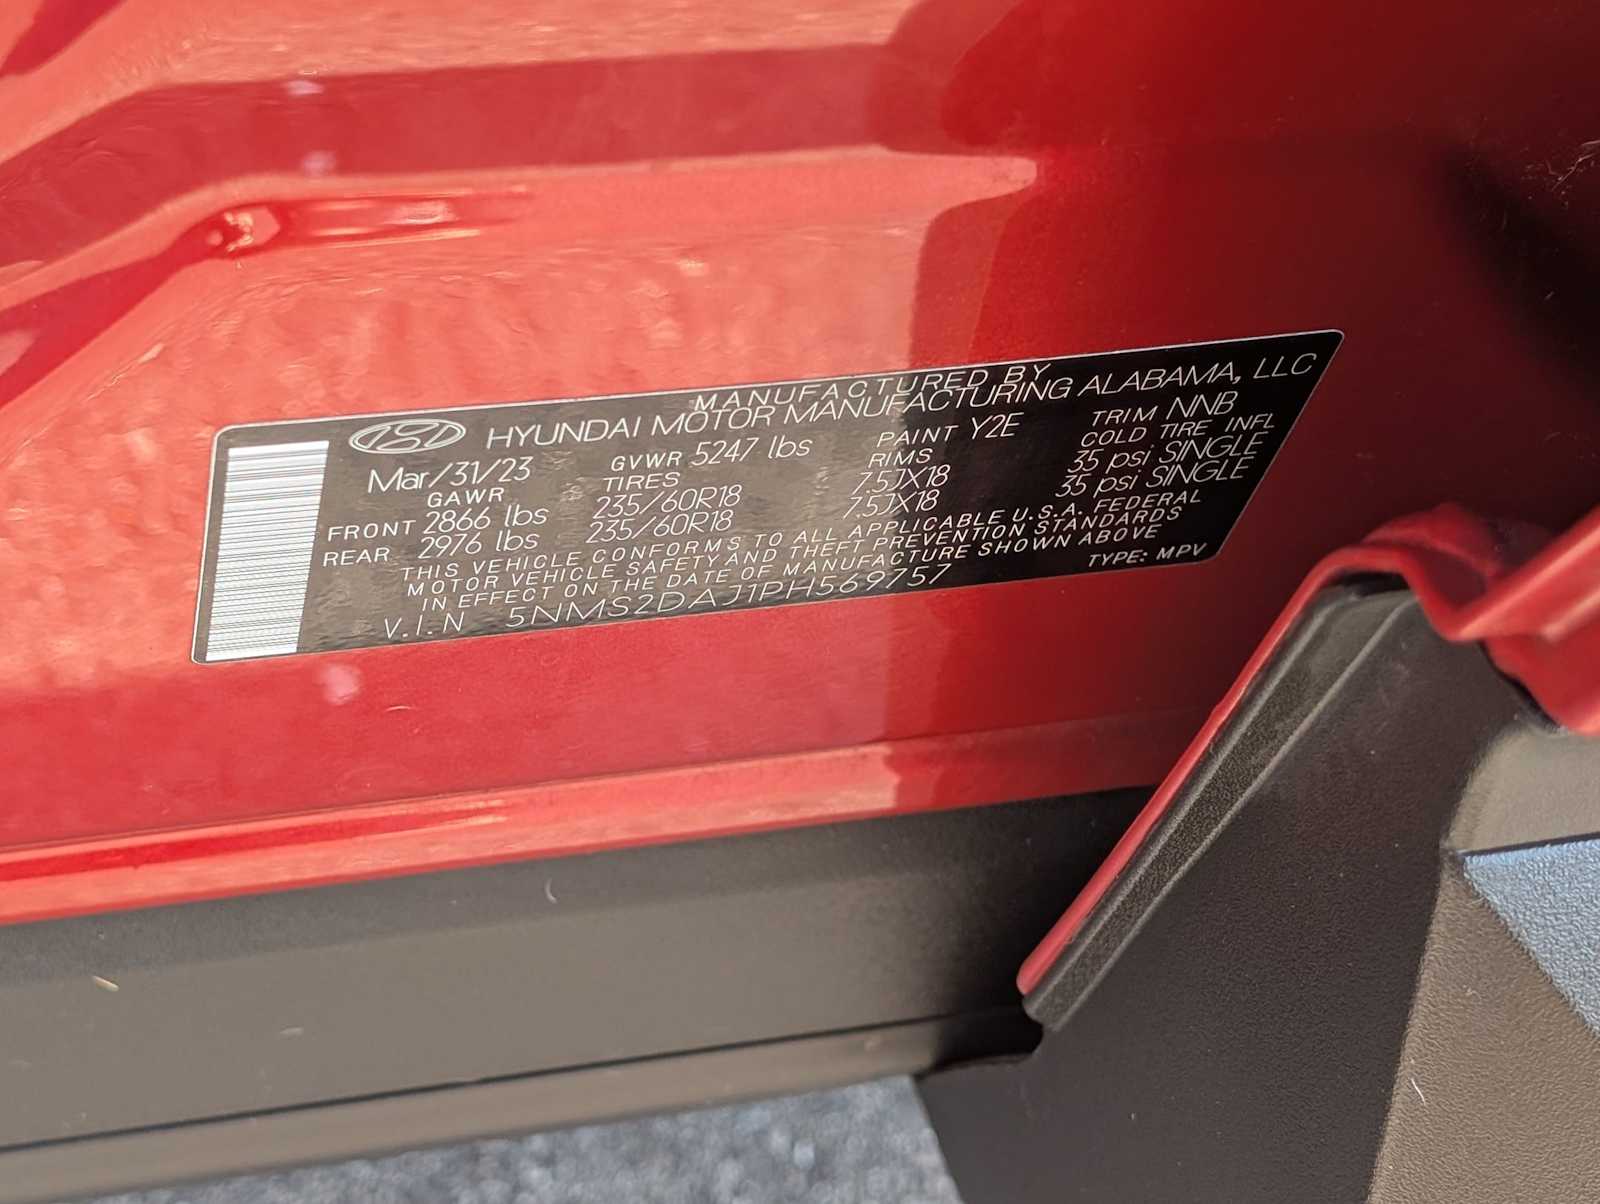 MANUFACTURED BY
HYUNDAI MOTOR MANUFACTURING ALABAMA, LLC
Mar/31/23 GVWR 5247 lbs PAINT Y2E TRIM NNB
GAWR TIRES RIMS COLD TIRE INFL
FRONT 2866 lbs 235/60R18 7.5JX18 35 psi SINGLE
REAR 2976 lbs 235/60R18 7.5JX18 35 psi SINGLE
THIS VEHICLE CONFORMS TO ALL APPLICABLE U.S.A. FEDERAL
MOTOR VEHICLE SAFETY AND THEFT PREVENTION STANDARDS
IN EFFECT ON THE DATE OF MANUFACTURE SHOWN ABOVE
V.I.N 5NMS2DAJ1PH569757 TYPE: MPV